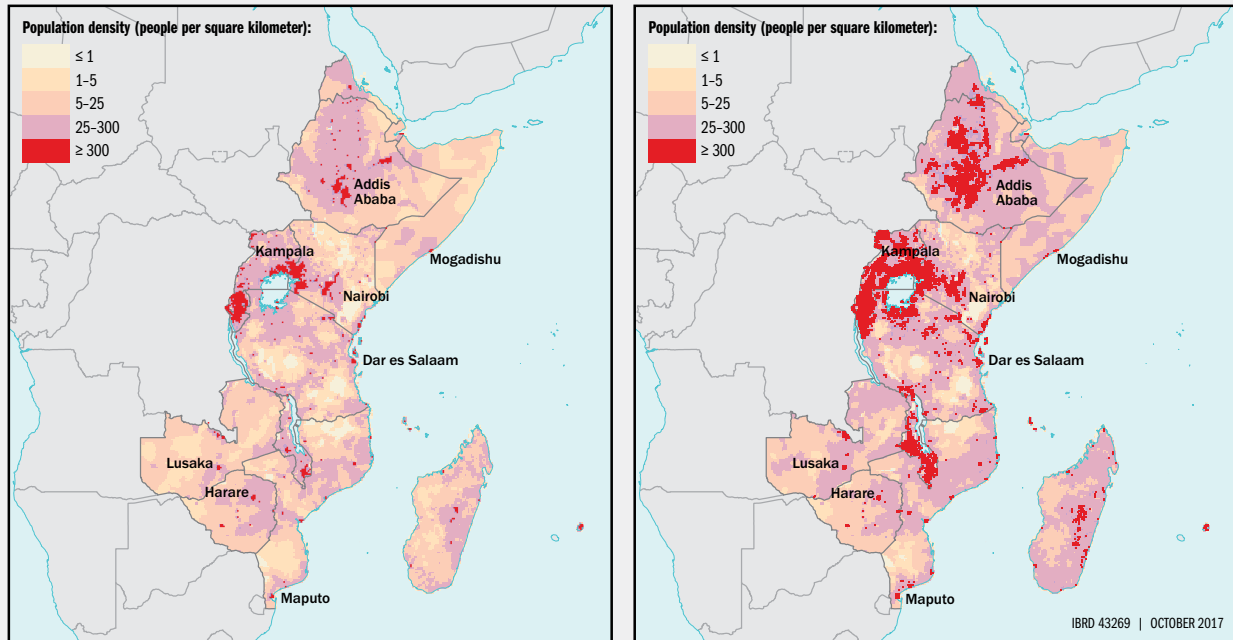 Population density (people per square kilometer):
≤ 1
1–5
5–25
25–300
≥ 300
Addis
Ababa
Kampala
Mogadishu
Nairobi
Dar es Salaam
Lusaka
Harare
Maputo
Population density (people per square kilometer):
≤ 1
1–5
5–25
25–300
≥ 300
Addis
Ababa
Kampala
Mogadishu
Nairobi
Dar es Salaam
Lusaka
Harare
Maputo
IBRD 43269 | OCTOBER 2017